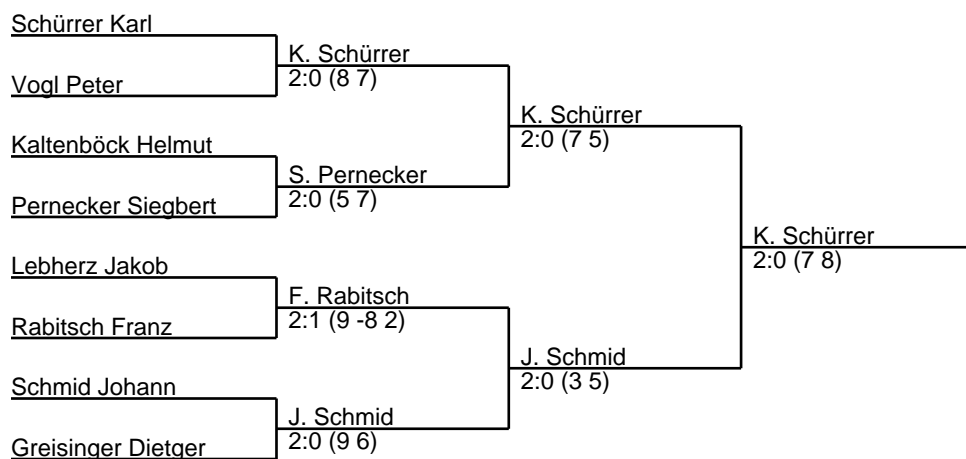 Schürrer Karl
Vogl Peter
Kaltenböck Helmut
Pernecker Siegbert
Lebherz Jakob
Rabitsch Franz
Schmid Johann
Greisinger Dietger
K. Schürrer
2:0 (8 7)
S. Pernecker
2:0 (5 7)
F. Rabitsch
2:1 (9 -8 2)
J. Schmid
2:0 (9 6)
K. Schürrer
2:0 (7 5)
J. Schmid
2:0 (3 5)
K. Schürrer
2:0 (7 8)